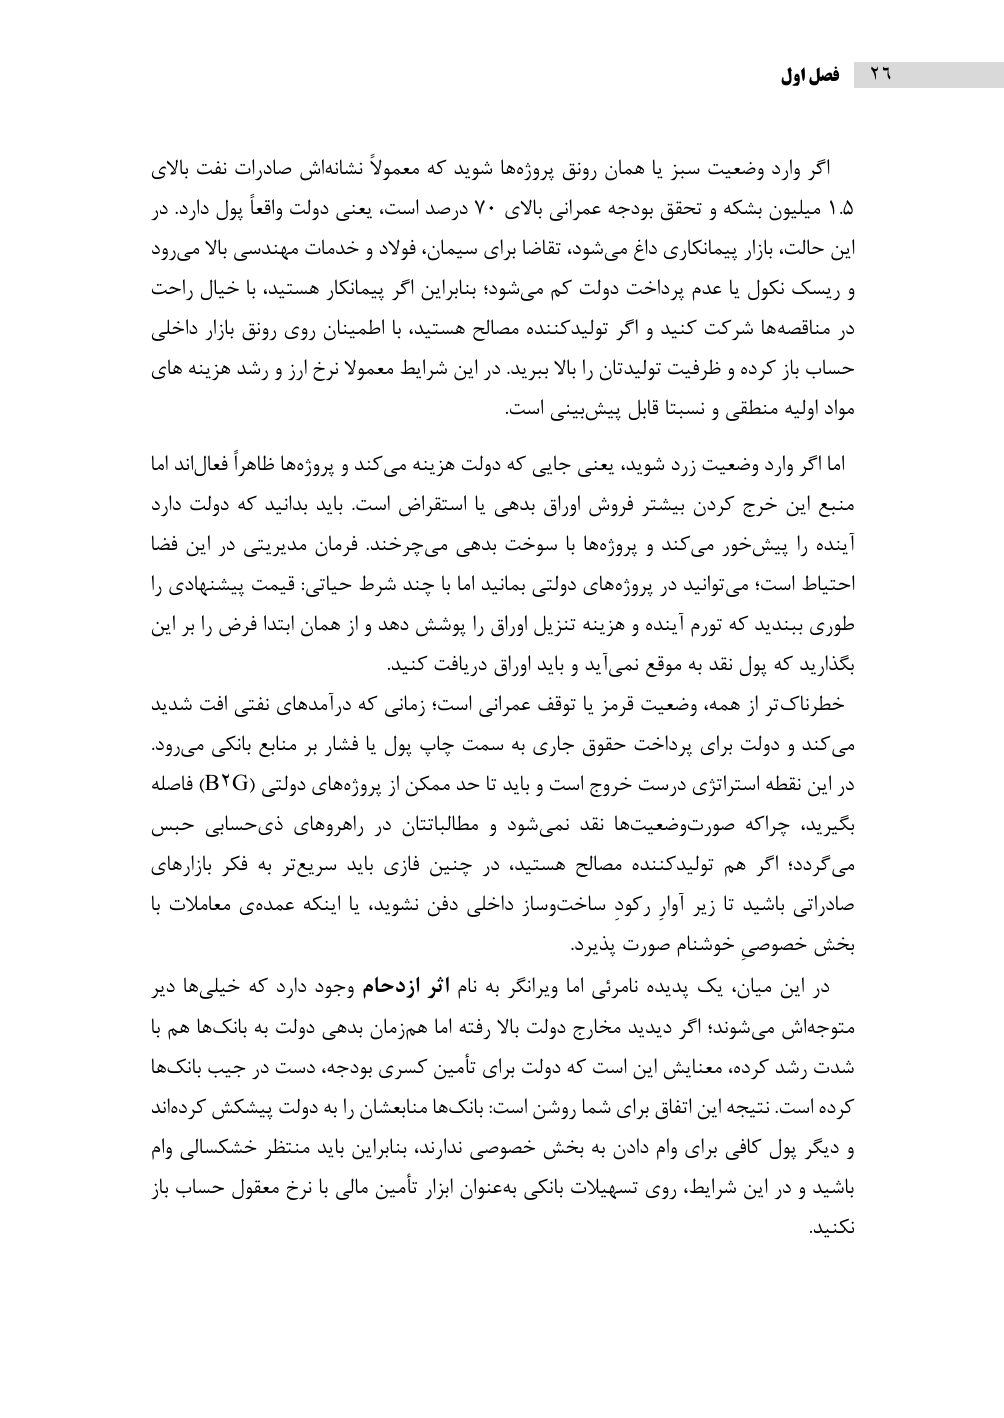 ۲۶ فصل اول
اگر وارد وضعیت سبز یا همان رونق پروژه‌ها شوید که معمولاً نشانه‌اش صادرات نفت بالای
۱.۵ میلیون بشکه و تحقق بودجه عمرانی بالای ۷۰ درصد است، یعنی دولت واقعاً پول دارد. در
این حالت، بازار پیمانکاری داغ می‌شود، تقاضا برای سیمان، فولاد و خدمات مهندسی بالا می‌رود
و ریسک نکول یا عدم پرداخت دولت کم می‌شود؛ بنابراین اگر پیمانکار هستید، با خیال راحت
در مناقصه‌ها شرکت کنید و اگر تولیدکننده مصالح هستید، با اطمینان روی رونق بازار داخلی
حساب باز کرده و ظرفیت تولیدتان را بالا ببرید. در این شرایط معمولا نرخ ارز و رشد هزینه های
مواد اولیه منطقی و نسبتا قابل پیش‌بینی است.
اما اگر وارد وضعیت زرد شوید، یعنی جایی که دولت هزینه می‌کند و پروژه‌ها ظاهراً فعال‌اند اما
منبع این خرج کردن بیشتر فروش اوراق بدهی یا استقراض است. باید بدانید که دولت دارد
آینده را پیش‌خور می‌کند و پروژه‌ها با سوخت بدهی می‌چرخند. فرمان مدیریتی در این فضا
احتیاط است؛ می‌توانید در پروژه‌های دولتی بمانید اما با چند شرط حیاتی: قیمت پیشنهادی را
طوری ببندید که تورم آینده و هزینه تنزیل اوراق را پوشش دهد و از همان ابتدا فرض را بر این
بگذارید که پول نقد به موقع نمی‌آید و باید اوراق دریافت کنید.
خطرناک‌تر از همه، وضعیت قرمز یا توقف عمرانی است؛ زمانی که درآمدهای نفتی افت شدید
می‌کند و دولت برای پرداخت حقوق جاری به سمت چاپ پول یا فشار بر منابع بانکی می‌رود.
در این نقطه استراتژی درست خروج است و باید تا حد ممکن از پروژه‌های دولتی (B۲G) فاصله
بگیرید، چراکه صورت‌وضعیت‌ها نقد نمی‌شود و مطالباتتان در راهروهای ذی‌حسابی حبس
می‌گردد؛ اگر هم تولیدکننده مصالح هستید، در چنین فازی باید سریع‌تر به فکر بازارهای
صادراتی باشید تا زیر آوارِ رکودِ ساخت‌وساز داخلی دفن نشوید، یا اینکه عمده‌ی معاملات با
بخش خصوصیِ خوشنام صورت پذیرد.
در این میان، یک پدیده نامرئی اما ویرانگر به نام اثر ازدحام وجود دارد که خیلی‌ها دیر
متوجه‌اش می‌شوند؛ اگر دیدید مخارج دولت بالا رفته اما هم‌زمان بدهی دولت به بانک‌ها هم با
شدت رشد کرده، معنایش این است که دولت برای تأمین کسری بودجه، دست در جیب بانک‌ها
کرده است. نتیجه این اتفاق برای شما روشن است: بانک‌ها منابعشان را به دولت پیشکش کرده‌اند
و دیگر پول کافی برای وام دادن به بخش خصوصی ندارند، بنابراین باید منتظر خشکسالی وام
باشید و در این شرایط، روی تسهیلات بانکی به‌عنوان ابزار تأمین مالی با نرخ معقول حساب باز
نکنید.